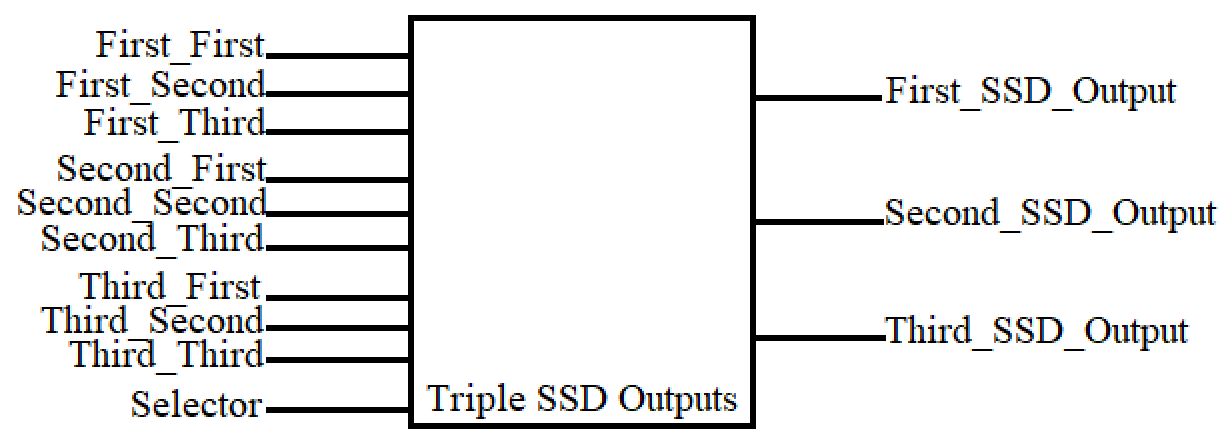 First_First
First_Second
First_Third
Second_First
Second_Second
Second_Third
Third_First
Third_Second
Third_Third
Selector
Triple SSD Outputs
First_SSD_Output
Second_SSD_Output
Third_SSD_Output